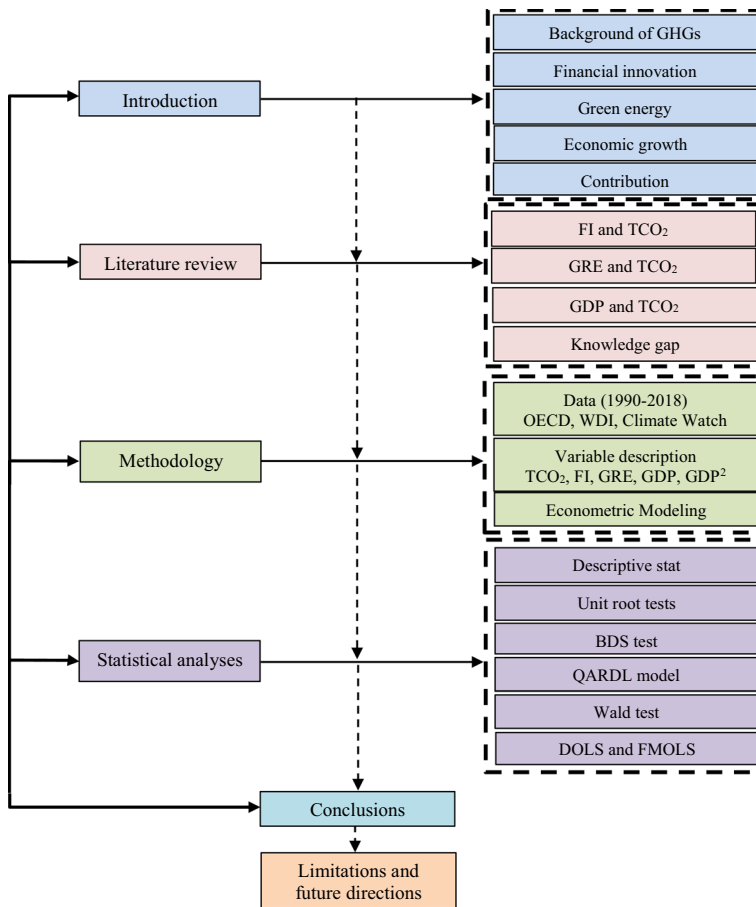 Introduction
Background of GHGs
Financial innovation
Green energy
Economic growth
Contribution
Literature review
FI and TCO₂
GRE and TCO₂
GDP and TCO₂
Knowledge gap
Methodology
Data (1990-2018)
OECD, WDI, Climate Watch
Variable description
TCO₂, FI, GRE, GDP, GDP²
Econometric Modeling
Statistical analyses
Descriptive stat
Unit root tests
BDS test
QARDL model
Wald test
DOLS and FMOLS
Conclusions
Limitations and
future directions